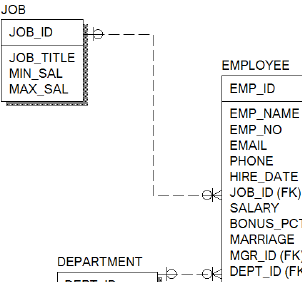 JOB
JOB_ID
JOB_TITLE
MIN_SAL
MAX_SAL
EMPLOYEE
EMP_ID
EMP_NAME
EMP_NO
EMAIL
PHONE
HIRE_DATE
JOB_ID (FK)
SALARY
BONUS_PCT
MARRIAGE
MGR_ID (FK)
DEPT_ID (FK
DEPARTMENT
DEPT_ID